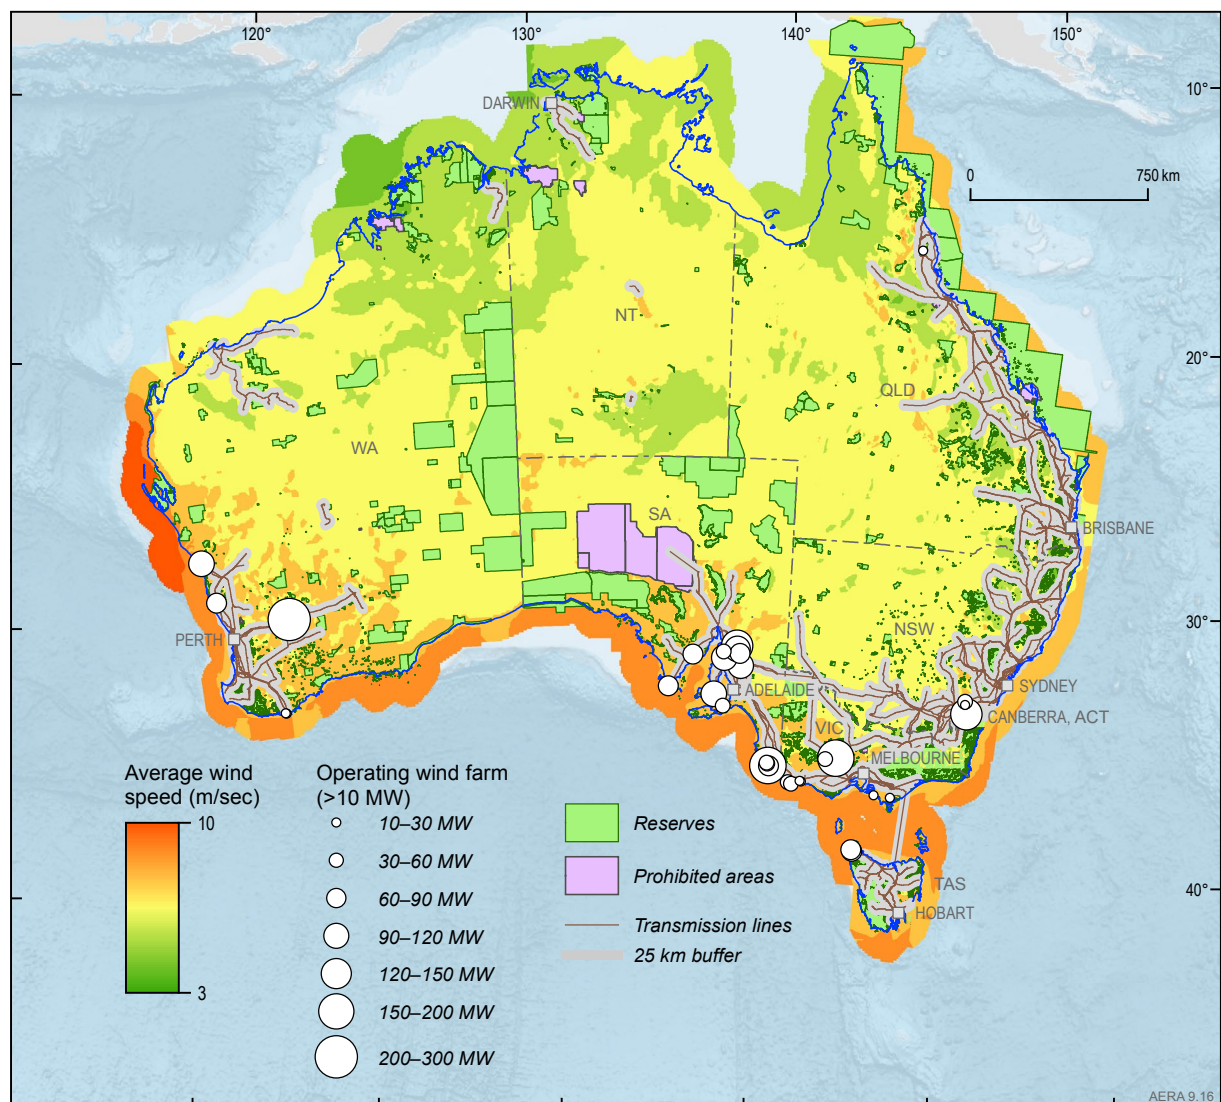 120°
130°
140°
150°
10°
DARWIN
0
750 km
NT
20°
QLD
WA
SA
BRISBANE
30°
NSW
PERTH
SYDNEY
ADELAIDE
CANBERRA, ACT
VIC
MELBOURNE
TAS
40°
HOBART
Average wind
speed (m/sec)
10
3
Operating wind farm
(>10 MW)
10–30 MW
30–60 MW
60–90 MW
90–120 MW
120–150 MW
150–200 MW
200–300 MW
Reserves
Prohibited areas
Transmission lines
25 km buffer
AERA 9.16